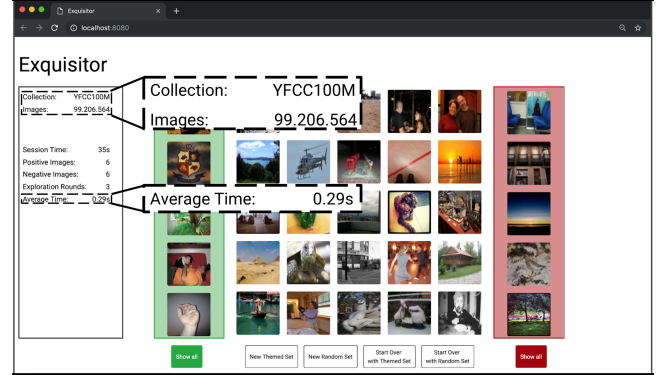 Exquisitor
localhost:8080
Exquisitor
Collection: YFCC100M
Images: 99.206.564
Collection: YFCC100M
Images: 99.206.564
Session Time: 35s
Positive Images: 6
Negative Images: 6
Exploration Rounds: 3
Average Time: 0.29s
Average Time: 0.29s
Show all
New Themed Set
New Random Set
Start Over
with Themed Set
Start Over
with Random Set
Show all